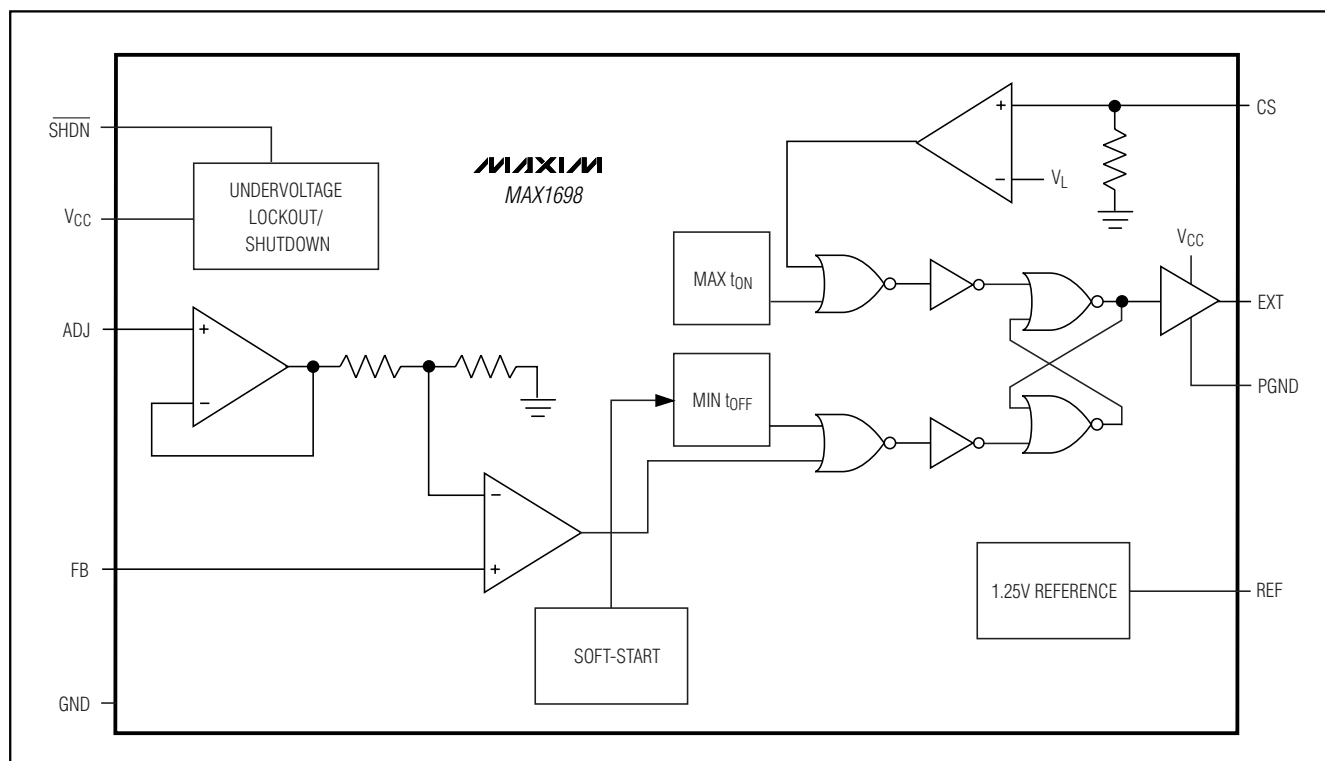 SHDN
VCC
ADJ
FB
GND
UNDERVOLTAGE
LOCKOUT/
SHUTDOWN
MAXIM
MAX1698
+
−
−
+
SOFT-START
MAX tON
MIN tOFF
+
−
VL
VCC
1.25V REFERENCE
CS
EXT
PGND
REF